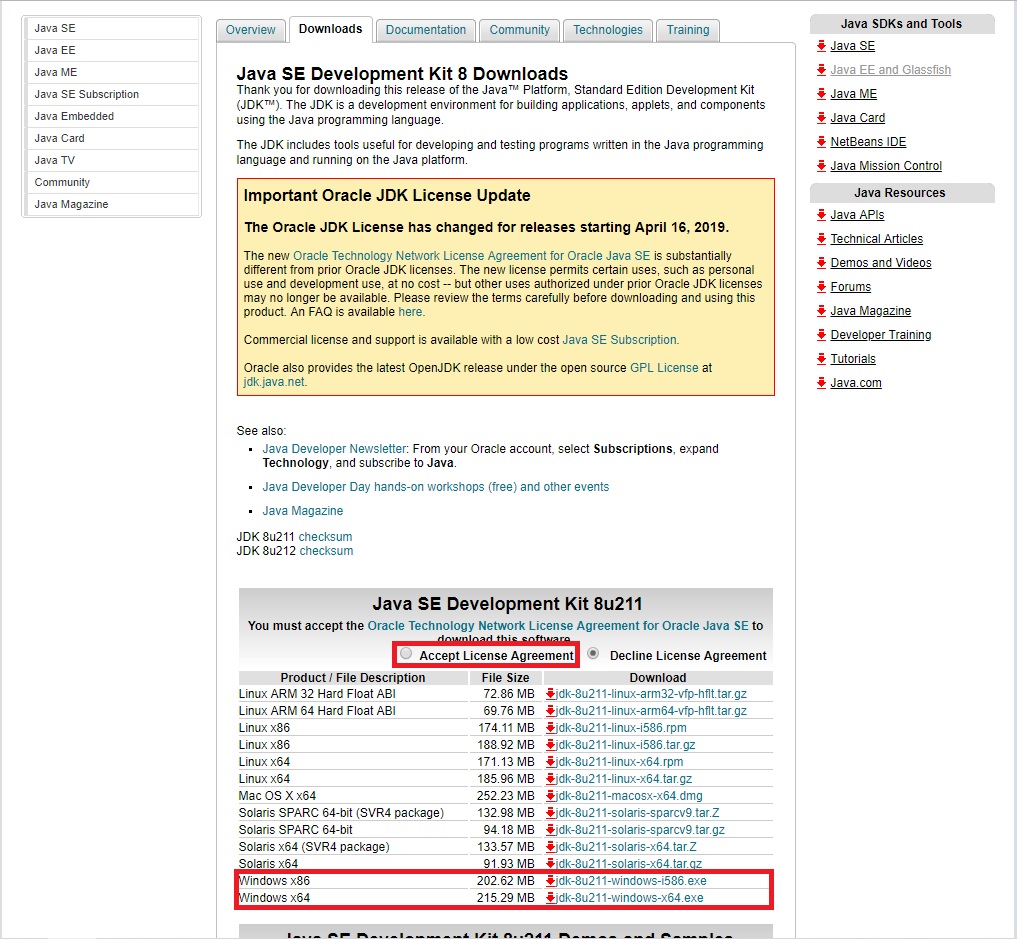 Java SE
Java EE
Java ME
Java SE Subscription
Java Embedded
Java Card
Java TV
Community
Java Magazine
Overview
Downloads
Documentation
Community
Technologies
Training
Java SE Development Kit 8 Downloads
Thank you for downloading this release of the Java™ Platform, Standard Edition Development Kit
(JDK™). The JDK is a development environment for building applications, applets, and components
using the Java programming language.
The JDK includes tools useful for developing and testing programs written in the Java programming
language and running on the Java platform.
Important Oracle JDK License Update
The Oracle JDK License has changed for releases starting April 16, 2019.
The new Oracle Technology Network License Agreement for Oracle Java SE is substantially
different from prior Oracle JDK licenses. The new license permits certain uses, such as personal
use and development use, at no cost -- but other uses authorized under prior Oracle JDK licenses
may no longer be available. Please review the terms carefully before downloading and using this
product. An FAQ is available here.
Commercial license and support is available with a low cost Java SE Subscription.
Oracle also provides the latest OpenJDK release under the open source GPL License at
jdk.java.net.
See also:
Java Developer Newsletter: From your Oracle account, select Subscriptions, expand
Technology, and subscribe to Java.
Java Developer Day hands-on workshops (free) and other events
Java Magazine
JDK 8u211 checksum
JDK 8u212 checksum
Java SE Development Kit 8u211
You must accept the Oracle Technology Network License Agreement for Oracle Java SE to
download this software.
Accept License Agreement Decline License Agreement
Product / File Description File Size Download
Linux ARM 32 Hard Float ABI 72.86 MB jdk-8u211-linux-arm32-vfp-hflt.tar.gz
Linux ARM 64 Hard Float ABI 69.76 MB jdk-8u211-linux-arm64-vfp-hflt.tar.gz
Linux x86 174.11 MB jdk-8u211-linux-i586.rpm
Linux x86 188.92 MB jdk-8u211-linux-i586.tar.gz
Linux x64 171.13 MB jdk-8u211-linux-x64.rpm
Linux x64 185.96 MB jdk-8u211-linux-x64.tar.gz
Mac OS X x64 252.23 MB jdk-8u211-macosx-x64.dmg
Solaris SPARC 64-bit (SVR4 package) 132.98 MB jdk-8u211-solaris-sparcv9.tar.Z
Solaris SPARC 64-bit 94.18 MB jdk-8u211-solaris-sparcv9.tar.gz
Solaris x64 (SVR4 package) 133.57 MB jdk-8u211-solaris-x64.tar.Z
Solaris x64 91.93 MB jdk-8u211-solaris-x64.tar.gz
Windows x86 202.62 MB jdk-8u211-windows-i586.exe
Windows x64 215.29 MB jdk-8u211-windows-x64.exe
Java SE Development Kit 8u211 Demos and Samples
Java SDKs and Tools
Java SE
Java EE and Glassfish
Java ME
Java Card
NetBeans IDE
Java Mission Control
Java Resources
Java APIs
Technical Articles
Demos and Videos
Forums
Java Magazine
Developer Training
Tutorials
Java.com